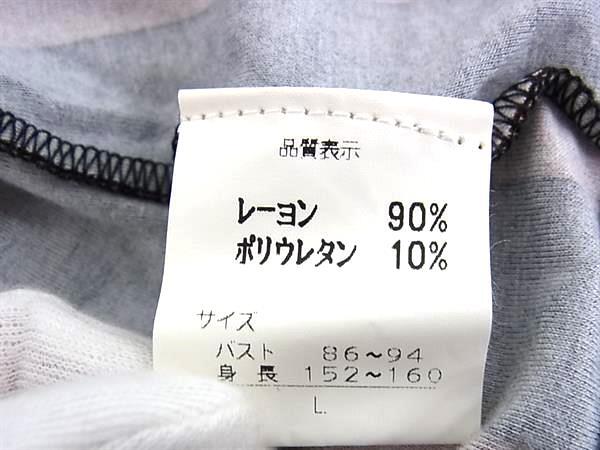 品質表示
レーヨン 90%
ポリウレタン 10%
サイズ
バスト 86~94
身長 152~160
L